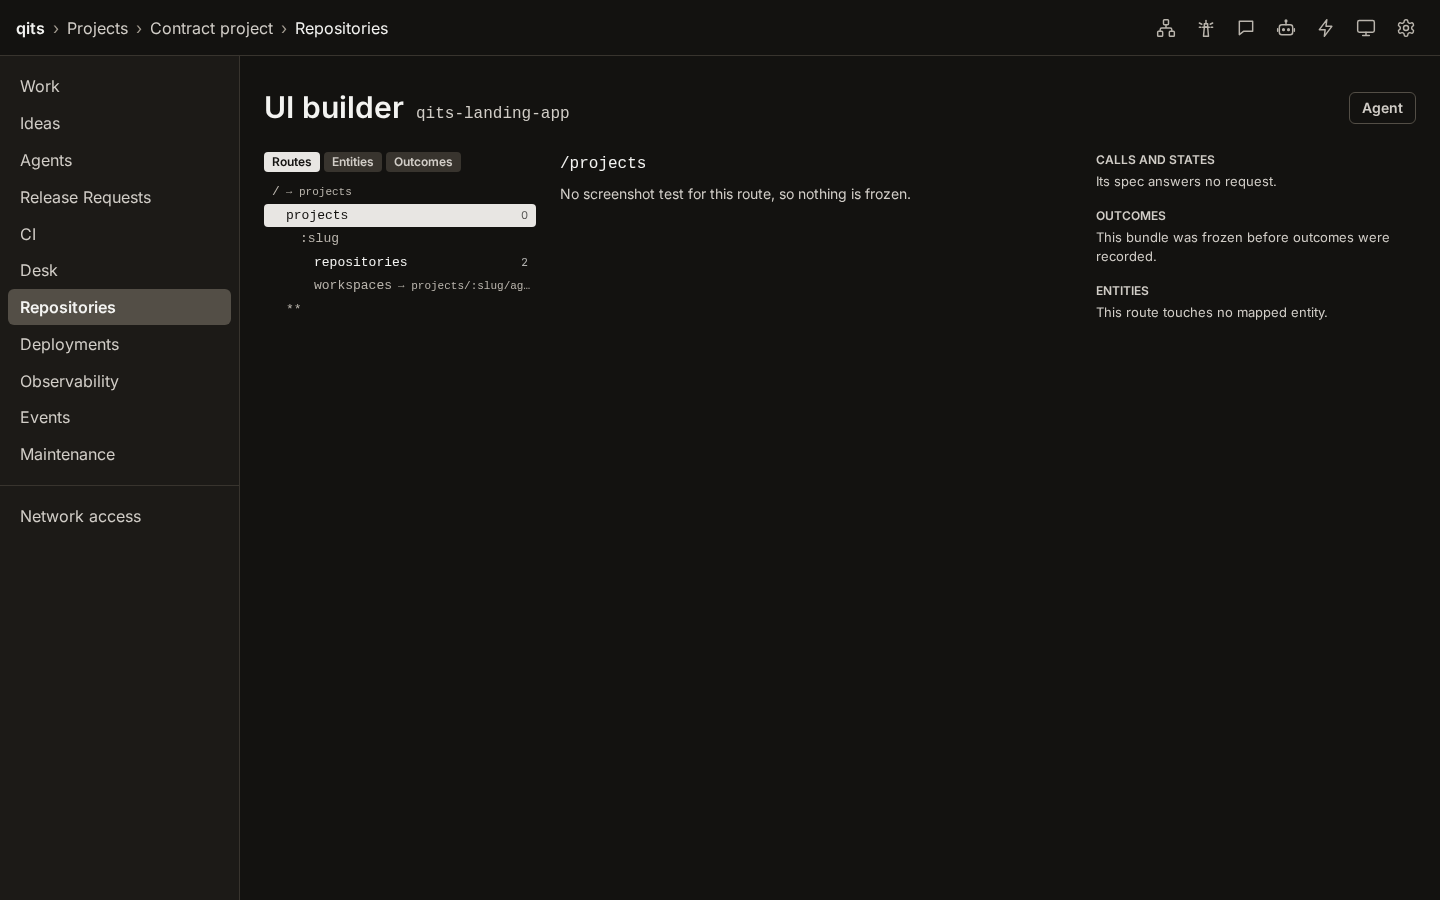 qits › Projects › Contract project › Repositories
Work
Ideas
Agents
Release Requests
CI
Desk
Repositories
Deployments
Observability
Events
Maintenance
Network access
UI builder qits-landing-app
Agent
Routes Entities Outcomes
/ → projects
projects 0
:slug
repositories 2
workspaces → projects/:slug/ag…
**
/projects
No screenshot test for this route, so nothing is frozen.
CALLS AND STATES
Its spec answers no request.
OUTCOMES
This bundle was frozen before outcomes were
recorded.
ENTITIES
This route touches no mapped entity.